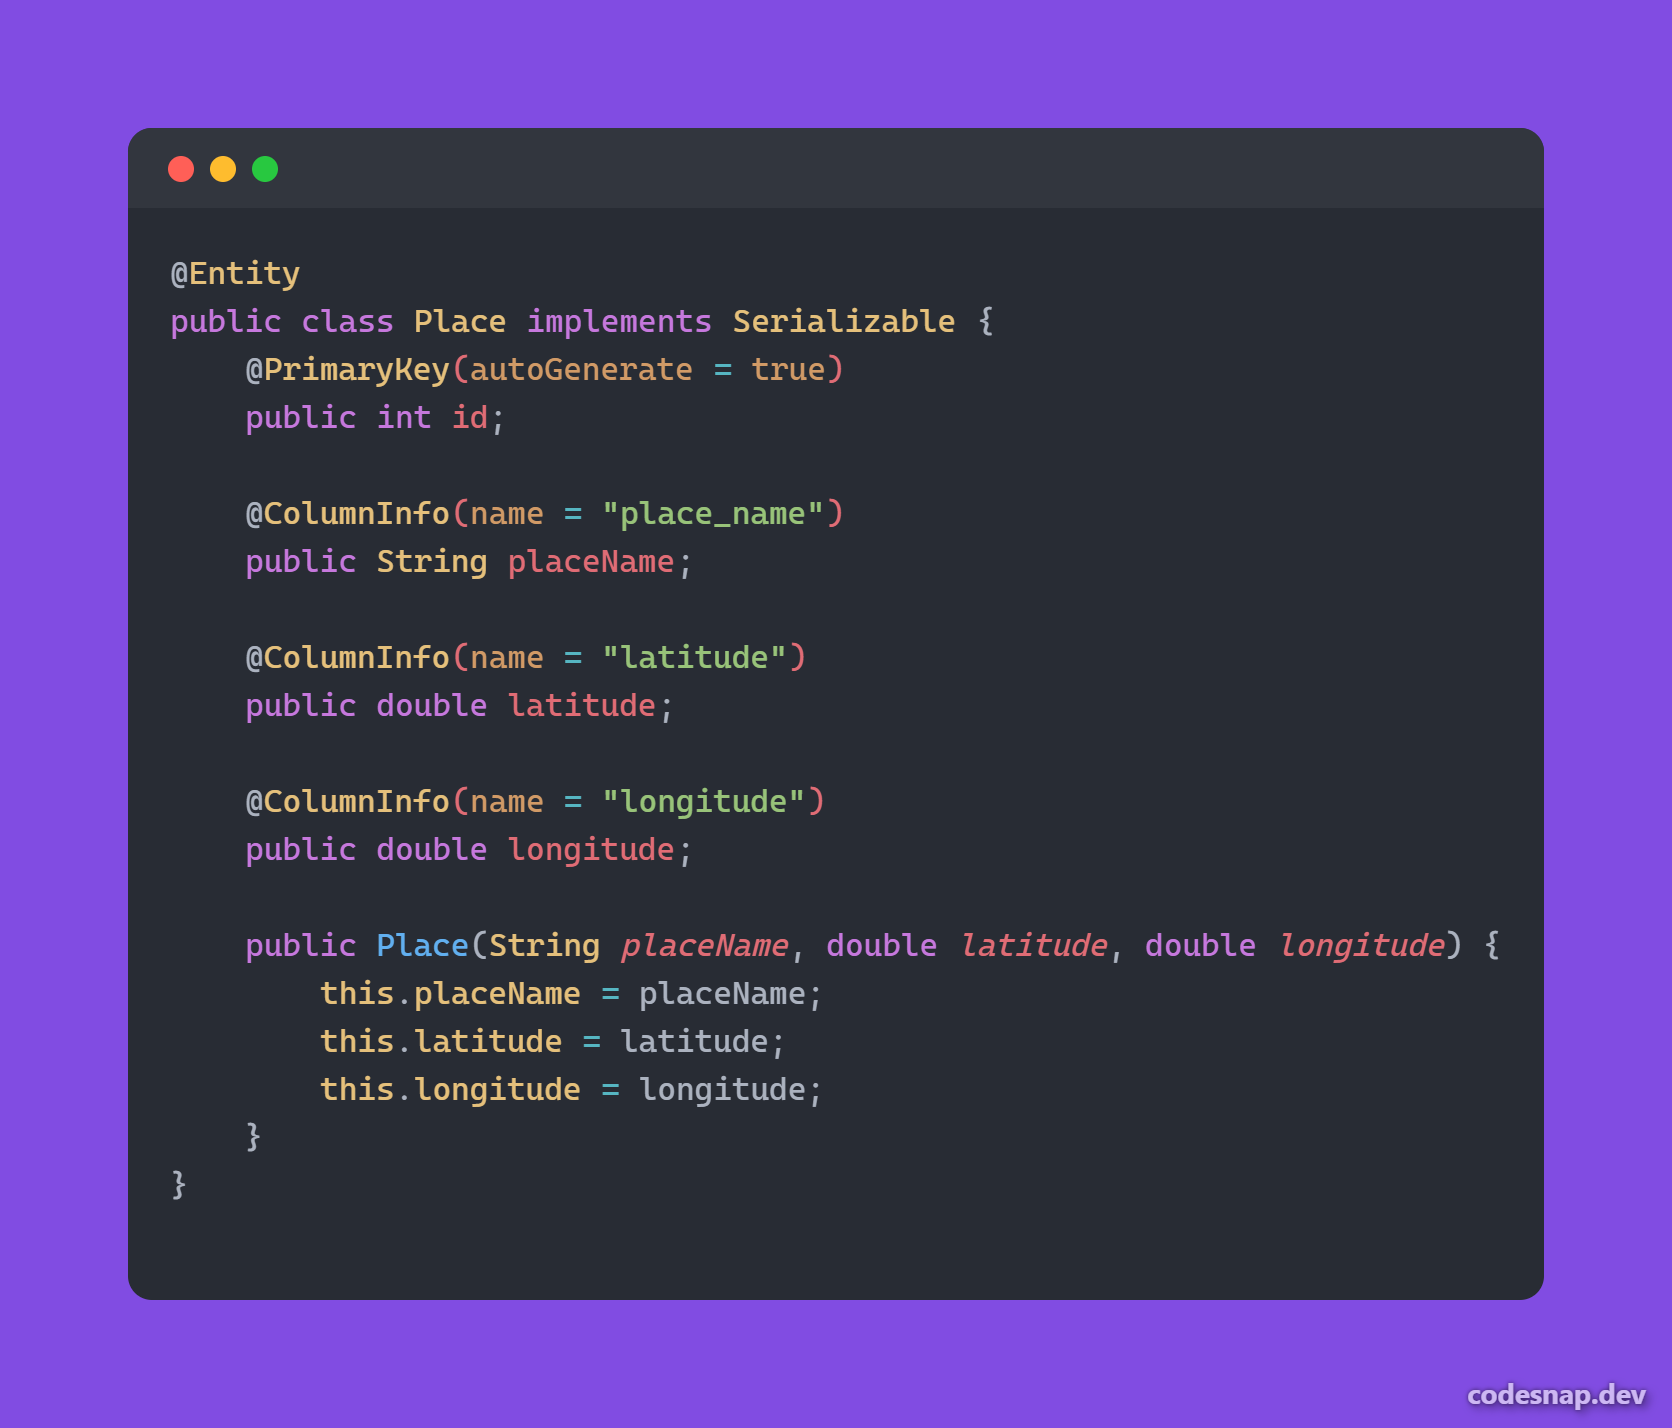 @Entity
public class Place implements Serializable {
    @PrimaryKey(autoGenerate = true)
    public int id;

    @ColumnInfo(name = "place_name")
    public String placeName;

    @ColumnInfo(name = "latitude")
    public double latitude;

    @ColumnInfo(name = "longitude")
    public double longitude;

    public Place(String placeName, double latitude, double longitude) {
        this.placeName = placeName;
        this.latitude = latitude;
        this.longitude = longitude;
    }
}
codesnap.dev